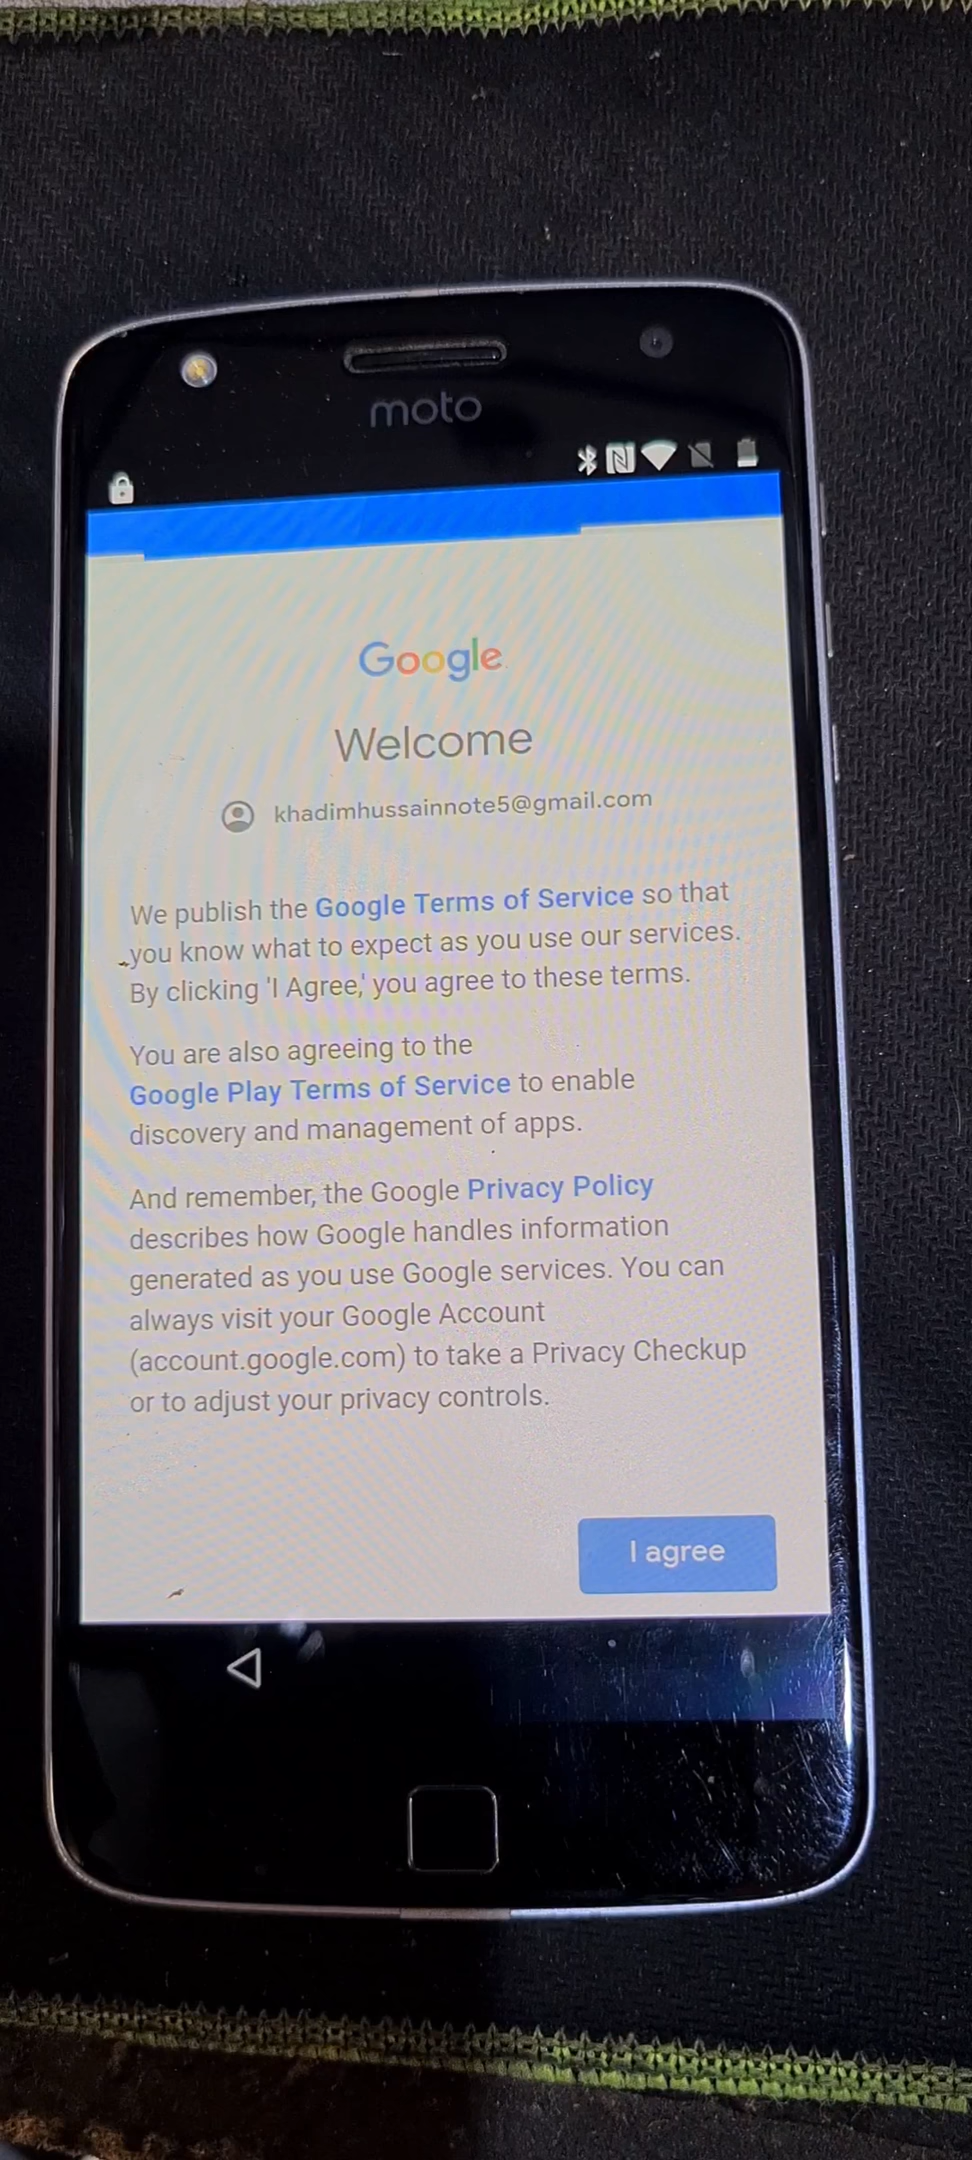 moto
Google
Welcome
khadimhussainnote5@gmail.com
We publish the Google Terms of Service so that
you know what to expect as you use our services.
By clicking 'I Agree,' you agree to these terms.
You are also agreeing to the
Google Play Terms of Service to enable
discovery and management of apps.
And remember, the Google Privacy Policy
describes how Google handles information
generated as you use Google services. You can
always visit your Google Account
(account.google.com) to take a Privacy Checkup
or to adjust your privacy controls.
I agree